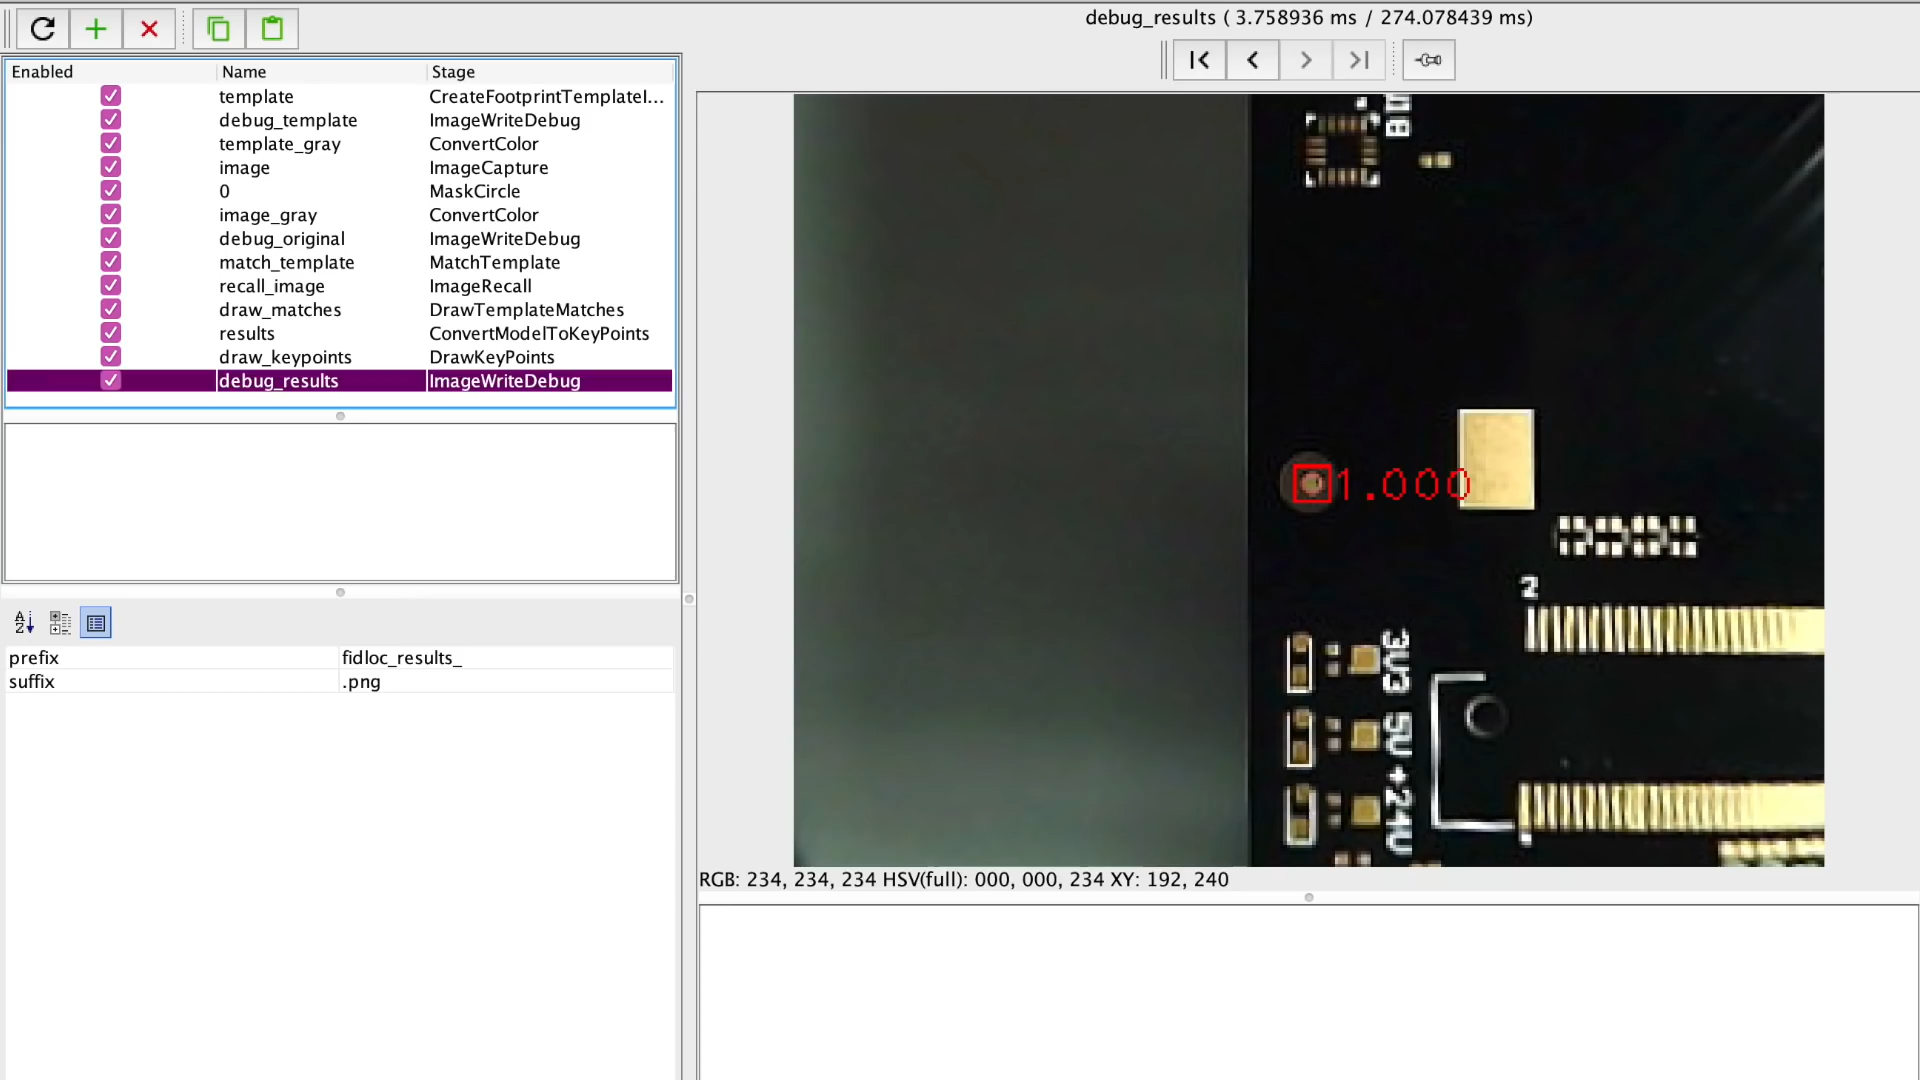 debug_results ( 3.758936 ms / 274.078439 ms)
Enabled Name Stage
template CreateFootprintTemplateI...
debug_template ImageWriteDebug
template_gray ConvertColor
image ImageCapture
0 MaskCircle
image_gray ConvertColor
debug_original ImageWriteDebug
match_template MatchTemplate
recall_image ImageRecall
draw_matches DrawTemplateMatches
results ConvertModelToKeyPoints
draw_keypoints DrawKeyPoints
debug_results ImageWriteDebug
A
Z
prefix fidloc_results_
suffix .png
1.000
2
3V3
5V
+24V
RGB: 234, 234, 234 HSV(full): 000, 000, 234 XY: 192, 240